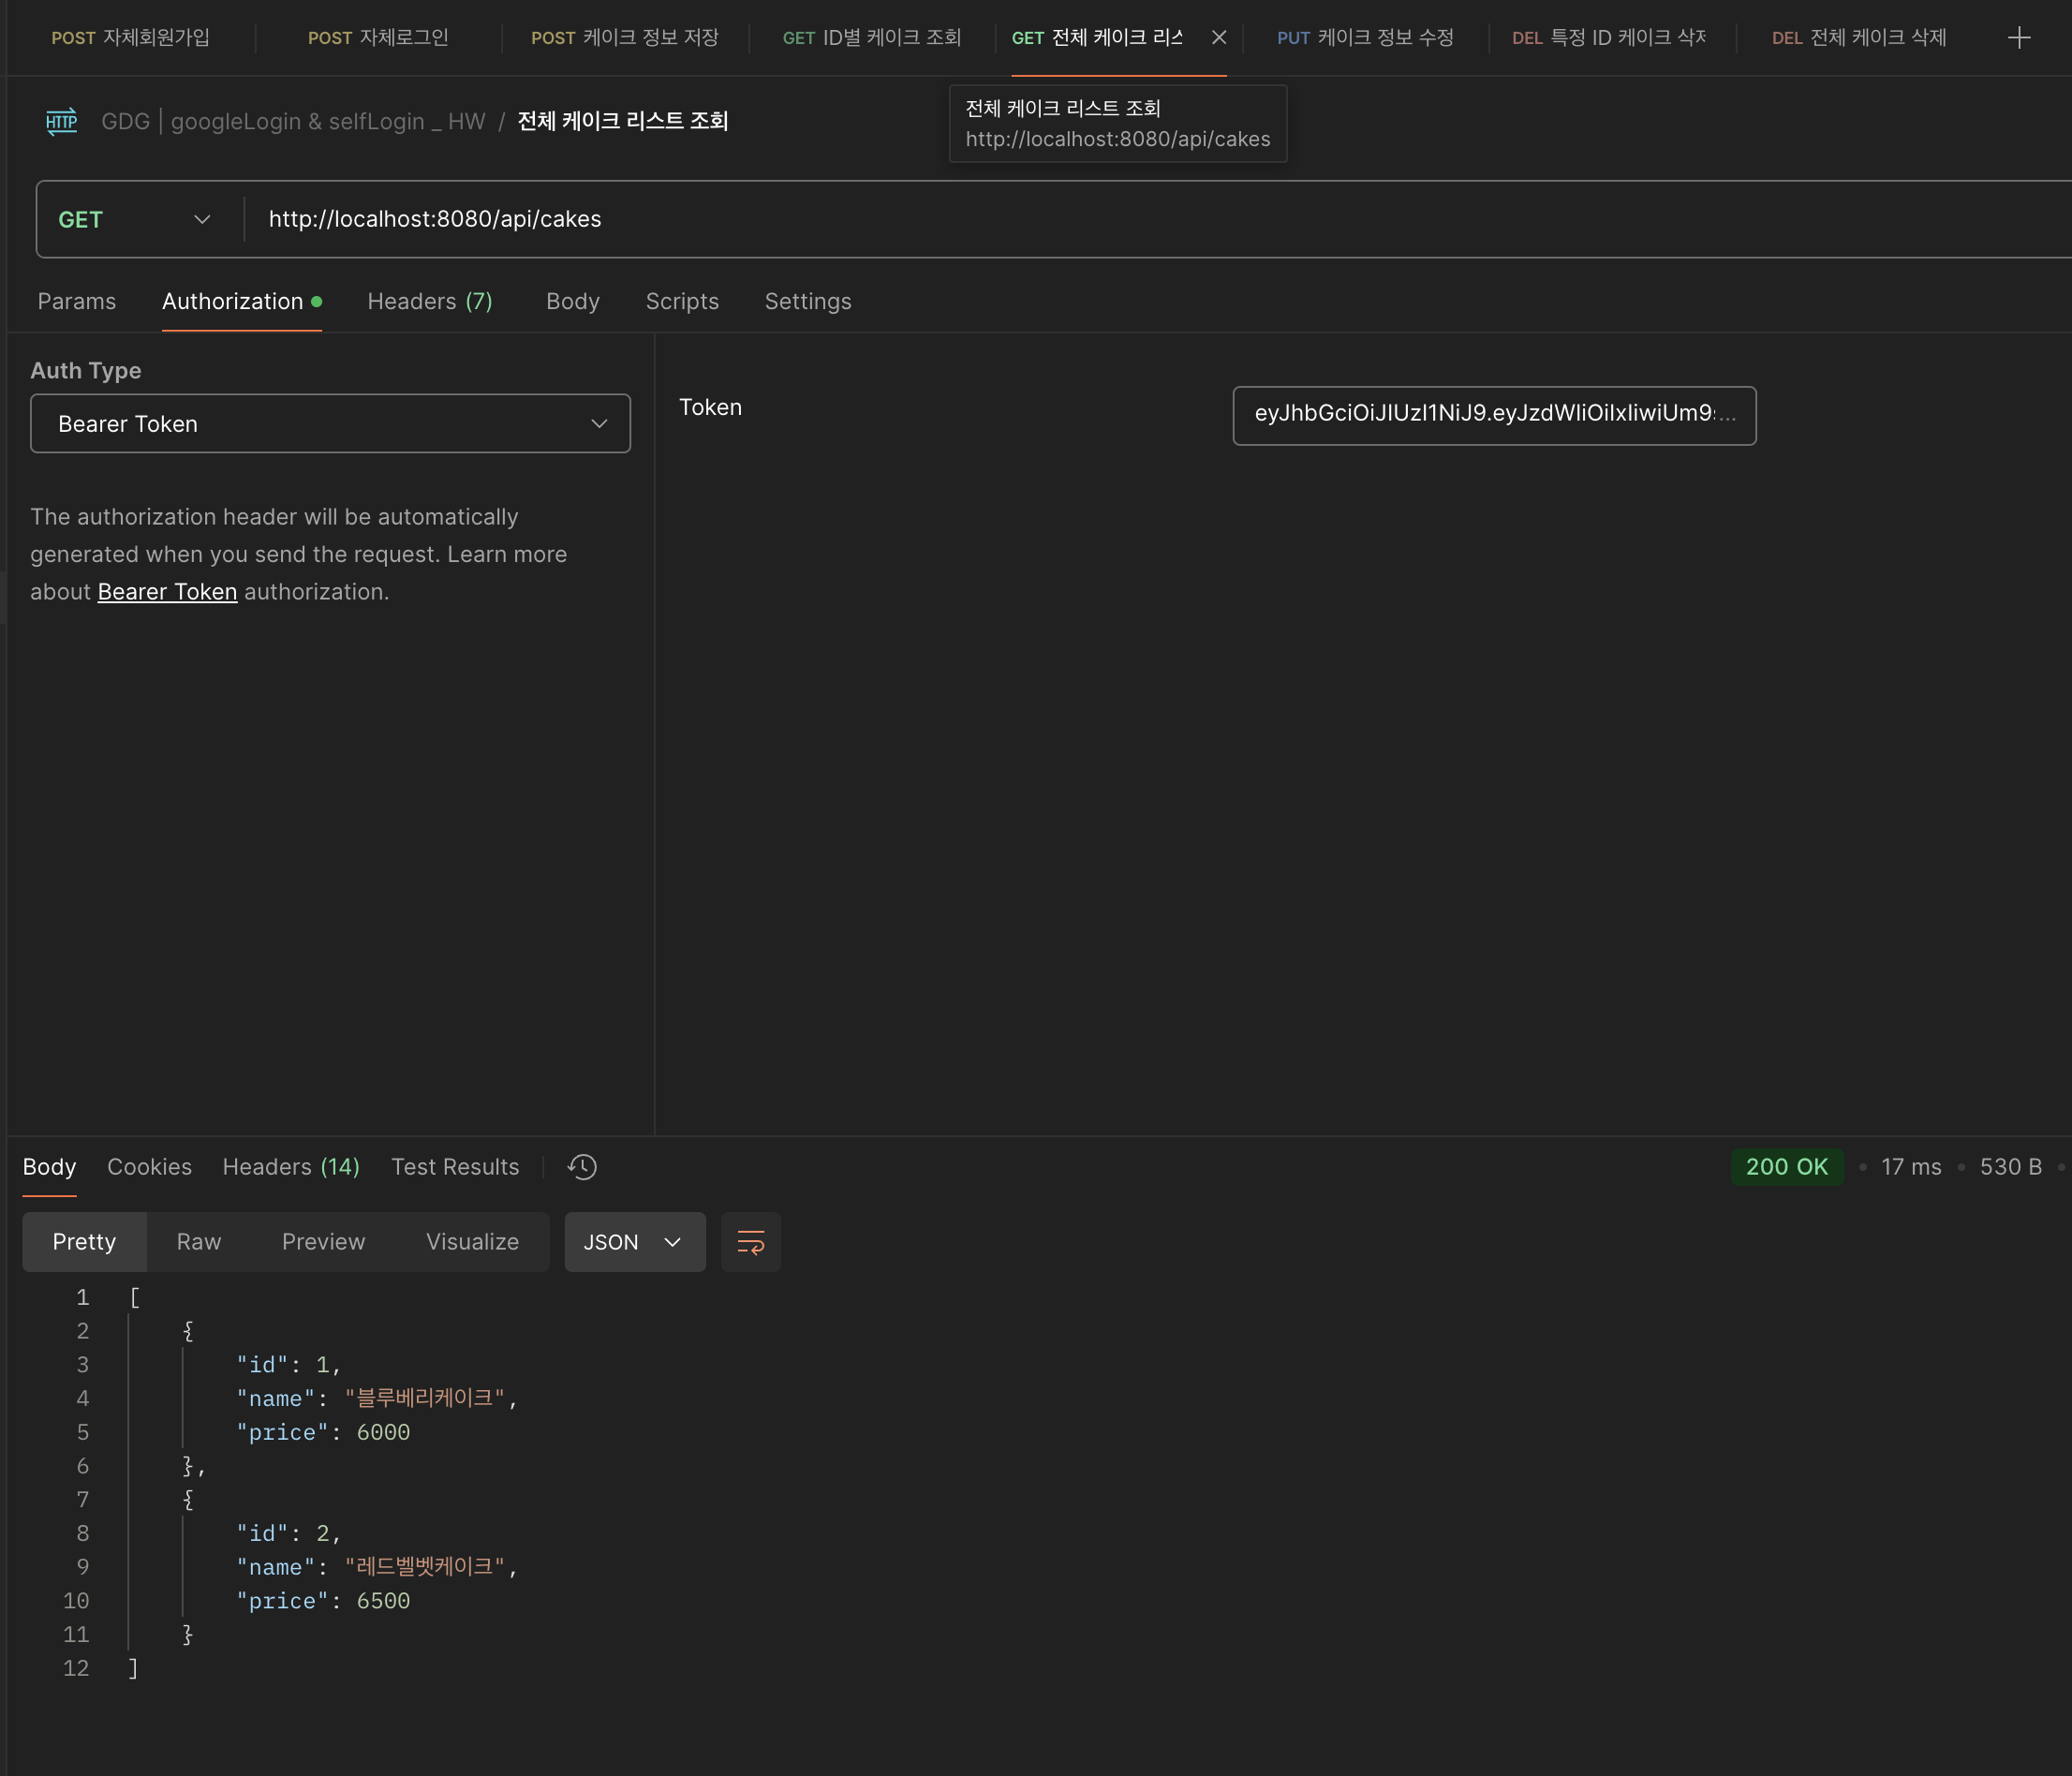 POST 자체회원가입
POST 자체로그인
POST 케이크 정보 저장
GET ID별 케이크 조회
GET 전체 케이크 리스
PUT 케이크 정보 수정
DEL 특정 ID 케이크 삭제
DEL 전체 케이크 삭제
전체 케이크 리스트 조회
http://localhost:8080/api/cakes
HTTP GDG | googleLogin & selfLogin _ HW / 전체 케이크 리스트 조회
GET http://localhost:8080/api/cakes
Params Authorization Headers (7) Body Scripts Settings
Auth Type
Bearer Token
Token
eyJhbGciOiJIUzI1NiJ9.eyJzdWIiOiIxIiwiUm9...
The authorization header will be automatically
generated when you send the request. Learn more
about Bearer Token authorization.
Body Cookies Headers (14) Test Results 200 OK • 17 ms • 530 B •
Pretty Raw Preview Visualize JSON
1 [
2 {
3 "id": 1,
4 "name": "블루베리케이크",
5 "price": 6000
6 },
7 {
8 "id": 2,
9 "name": "레드벨벳케이크",
10 "price": 6500
11 }
12 ]